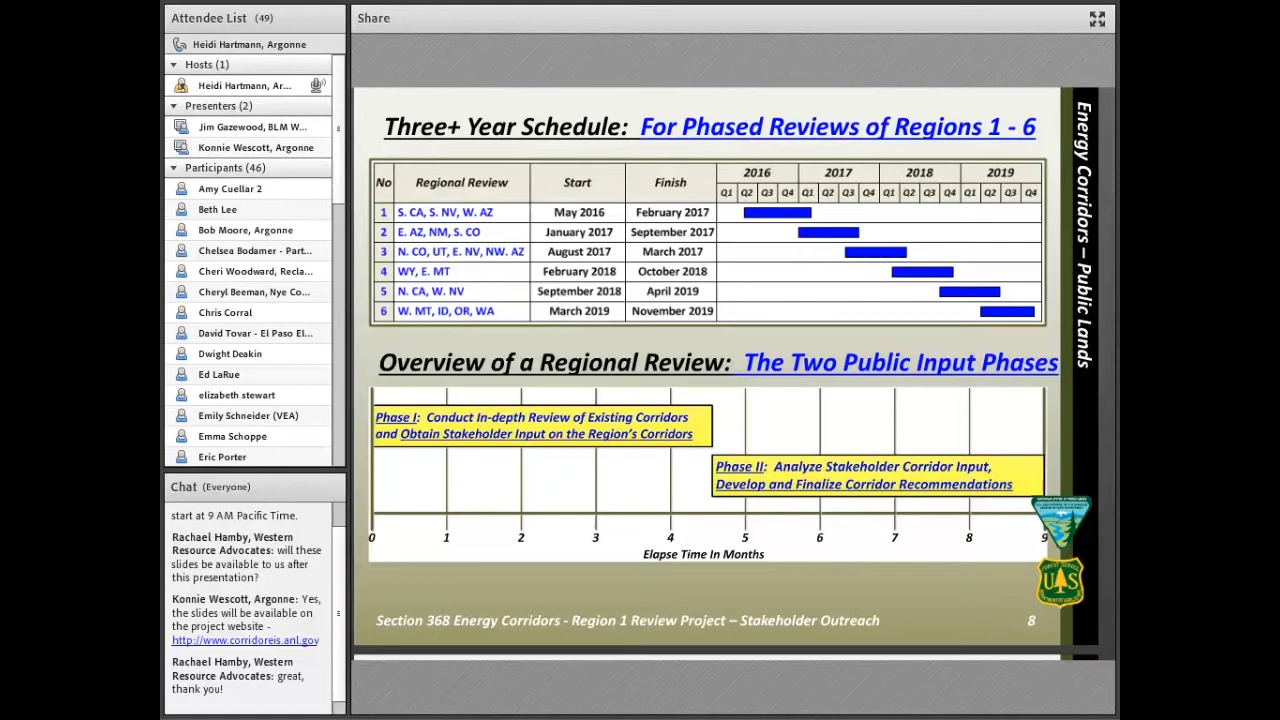 Attendee List (49)
Heidi Hartmann, Argonne
Hosts (1)
Heidi Hartmann, Ar...
Presenters (2)
Jim Gazewood, BLM W...
Konnie Wescott, Argonne
Participants (46)
Amy Cuellar 2
Beth Lee
Bob Moore, Argonne
Chelsea Bodamer - Part...
Cheri Woodward, Recla...
Cheryl Beeman, Nye Co...
Chris Corral
David Tovar - El Paso El...
Dwight Deakin
Ed LaRue
elizabeth stewart
Emily Schneider (VEA)
Emma Schoppe
Eric Porter
Chat (Everyone)
start at 9 AM Pacific Time.
Rachael Hamby, Western
Resource Advocates: will these
slides be available to us after
this presentation?
Konnie Wescott, Argonne: Yes,
the slides will be available on
the project website -
http://www.corridoreis.anl.gov
Rachael Hamby, Western
Resource Advocates: great,
thank you!
Share
Three+ Year Schedule: For Phased Reviews of Regions 1 - 6
No Regional Review Start Finish 2016 2017 2018 2019
Q1 Q2 Q3 Q4 Q1 Q2 Q3 Q4 Q1 Q2 Q3 Q4 Q1 Q2 Q3 Q4
1 S. CA, S. NV, W. AZ May 2016 February 2017
2 E. AZ, NM, S. CO January 2017 September 2017
3 N. CO, UT, E. NV, NW. AZ August 2017 March 2017
4 WY, E. MT February 2018 October 2018
5 N. CA, W. NV September 2018 April 2019
6 W. MT, ID, OR, WA March 2019 November 2019
Overview of a Regional Review: The Two Public Input Phases
Phase I: Conduct In-depth Review of Existing Corridors
and Obtain Stakeholder Input on the Region's Corridors
Phase II: Analyze Stakeholder Corridor Input,
Develop and Finalize Corridor Recommendations
0 1 2 3 4 5 6 7 8 9
Elapse Time In Months
Section 368 Energy Corridors - Region 1 Review Project – Stakeholder Outreach 8
Energy Corridors – Public Lands
FOREST SERVICE
U S